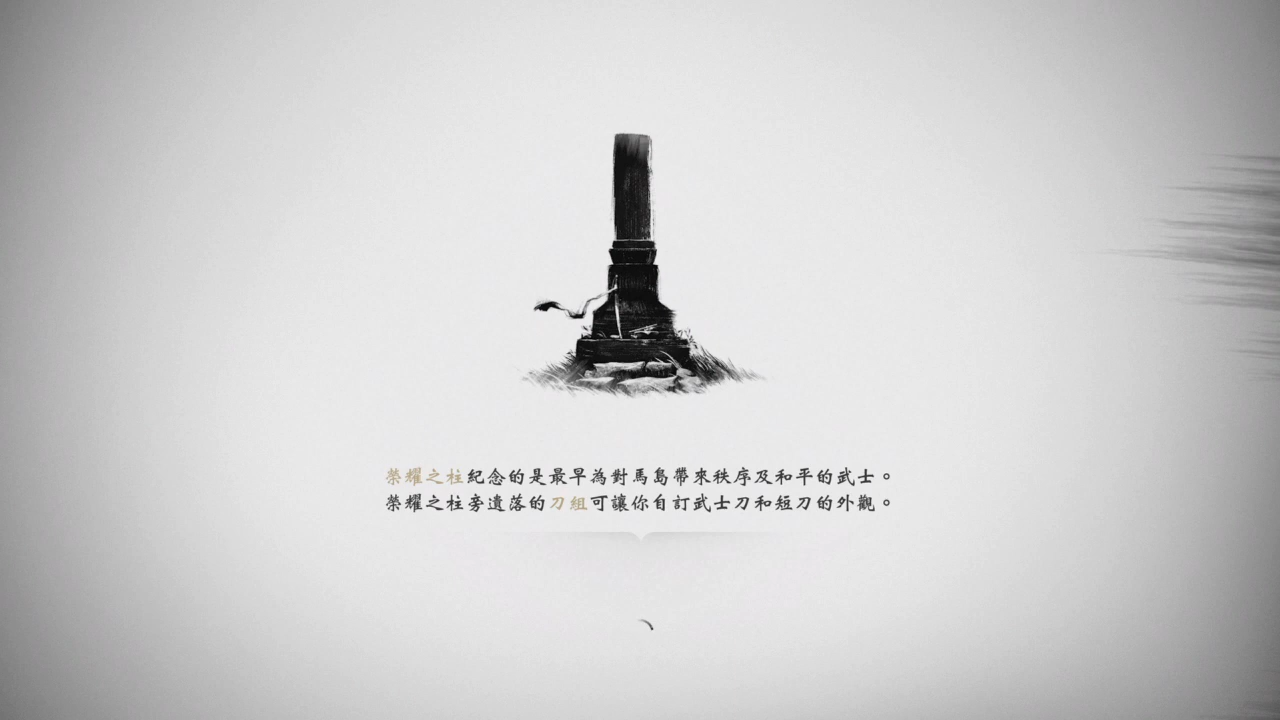 榮耀之柱紀念的是最早為對馬島帶來秩序及和平的武士。
榮耀之柱旁遺落的刀組可讓你自訂武士刀和短刀的外觀。